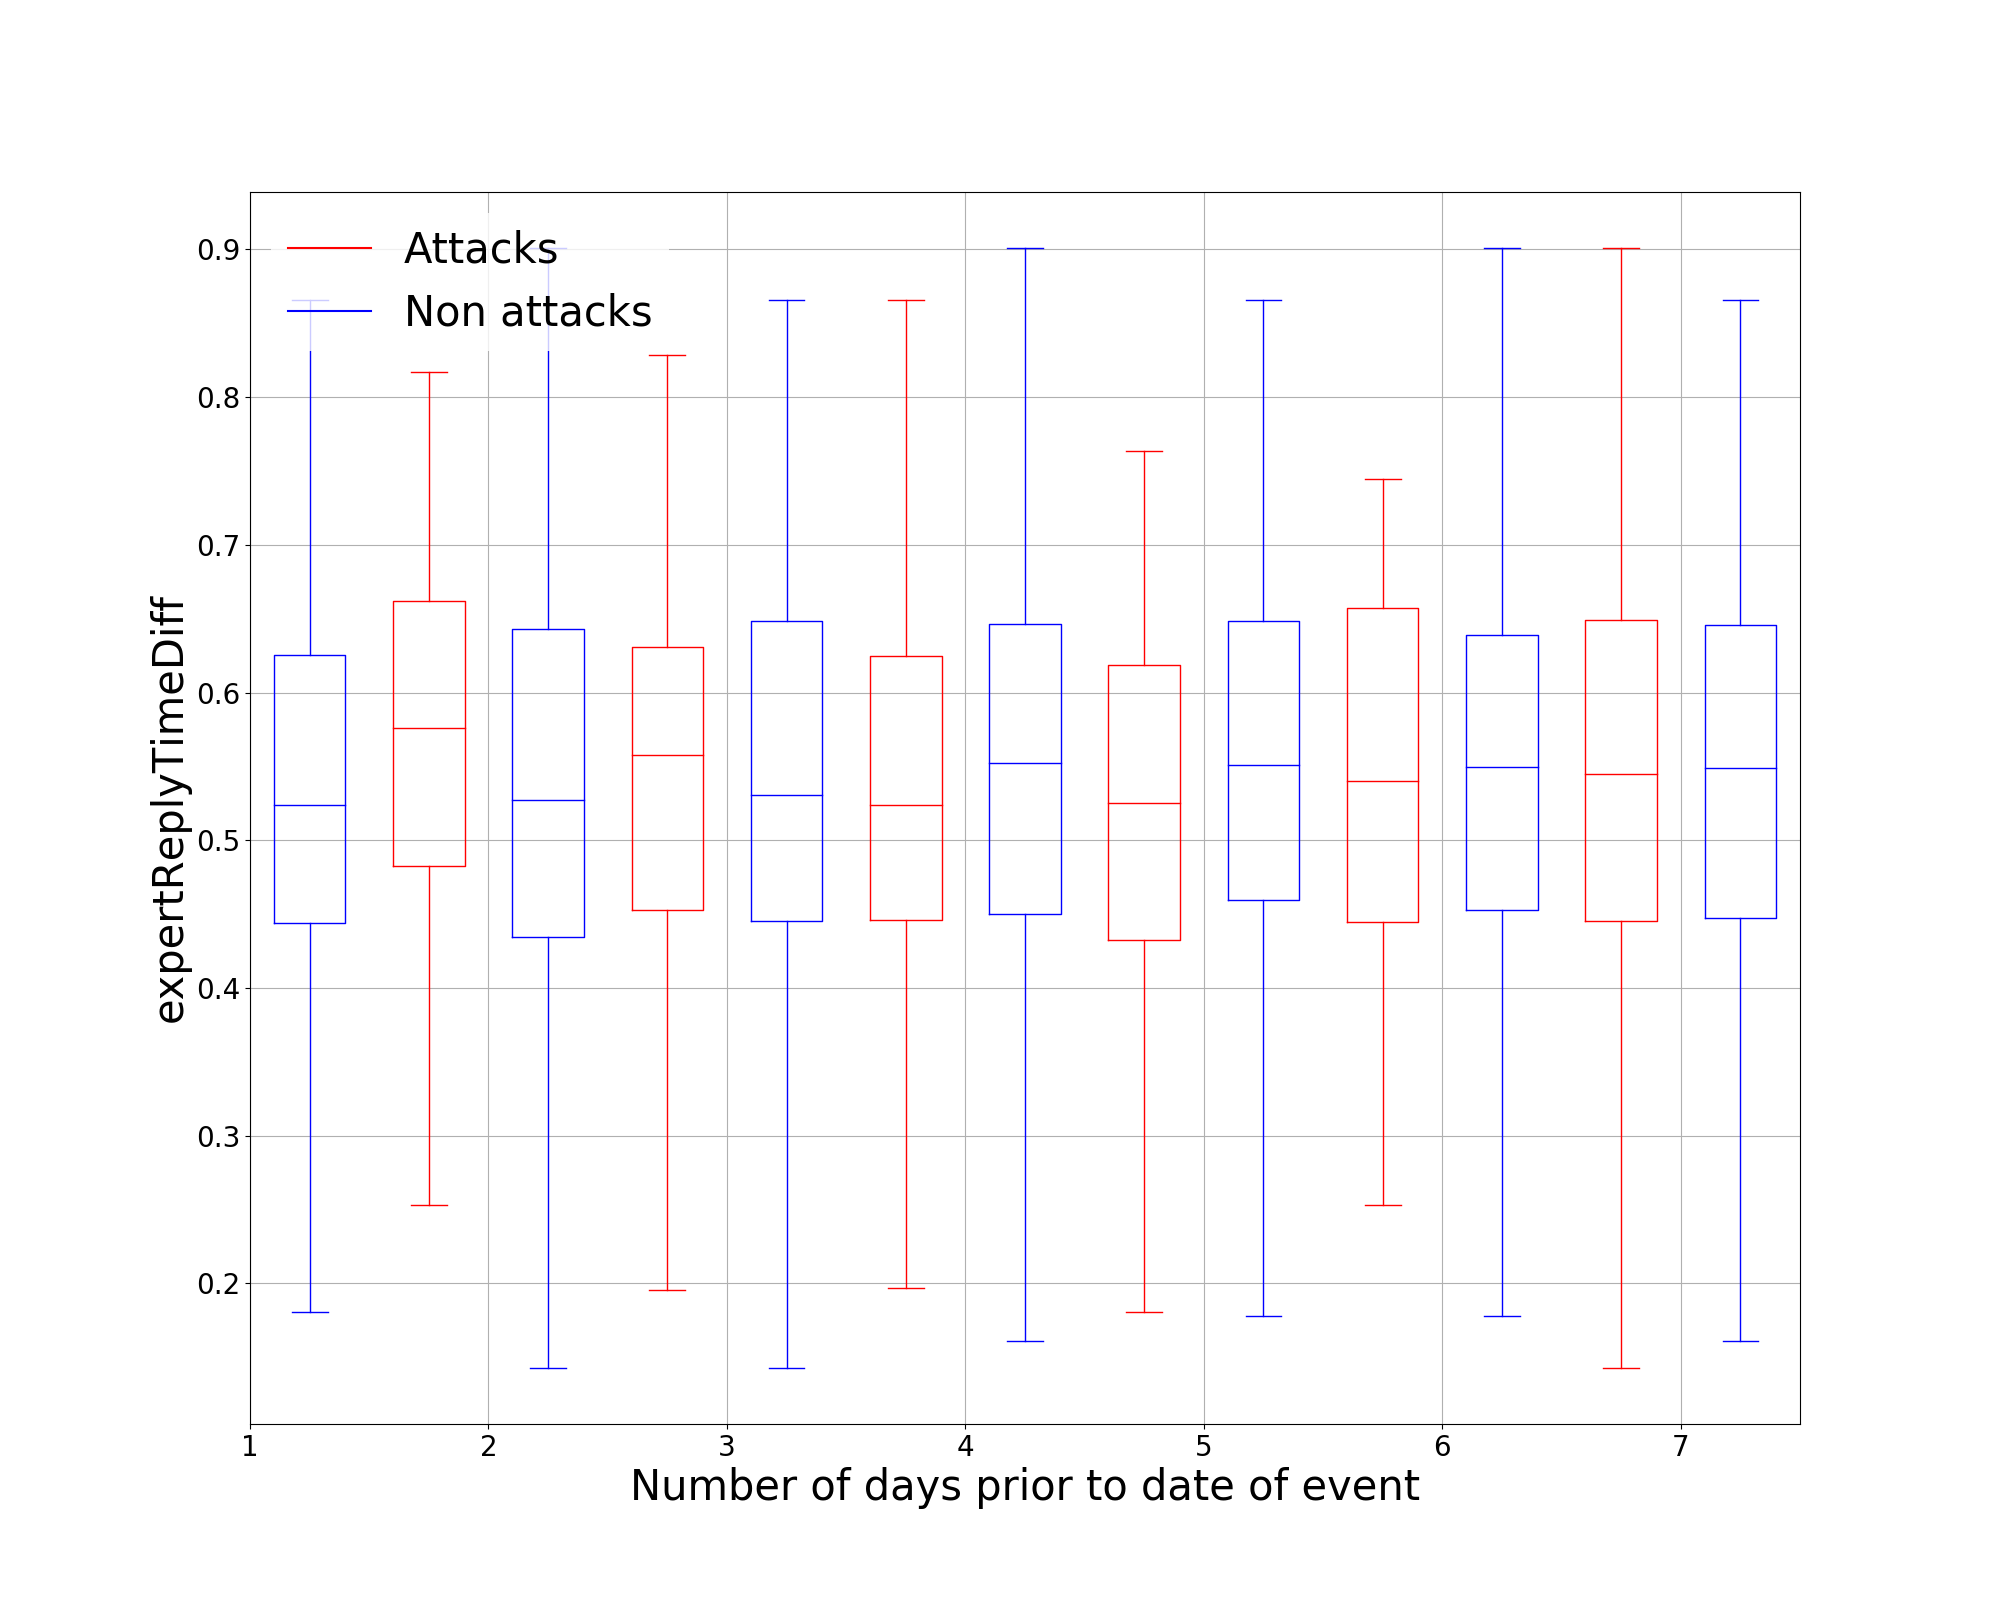 Attacks
Non attacks
0.9
0.8
0.7
0.6
0.5
0.4
0.3
0.2
expertReplyTimeDiff
1 2 3 4 5 6 7
Number of days prior to date of event